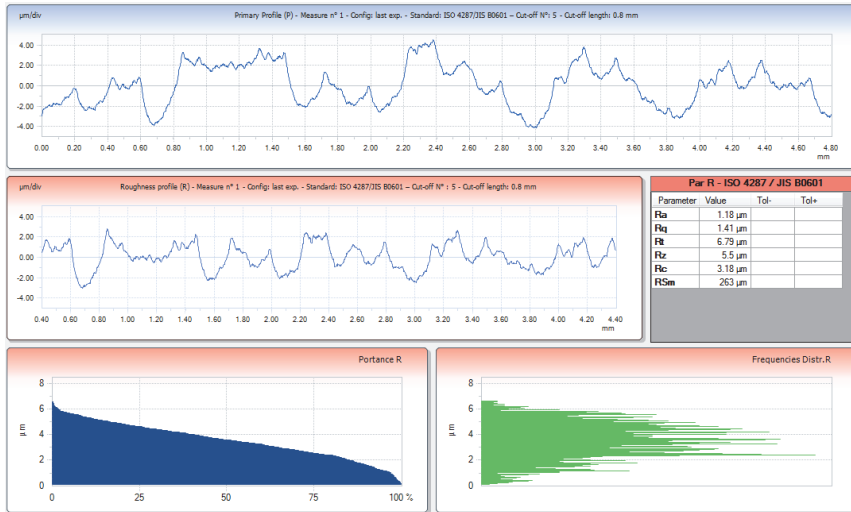 µm/div Primary Profile (P) - Measure n° 1 - Config: last exp. - Standard: ISO 4287/JIS B0601 – Cut-off N°: 5 - Cut-off length: 0.8 mm
4.00
2.00
0.00
-2.00
-4.00
0.00 0.20 0.40 0.60 0.80 1.00 1.20 1.40 1.60 1.80 2.00 2.20 2.40 2.60 2.80 3.00 3.20 3.40 3.60 3.80 4.00 4.20 4.40 4.60 4.80
mm
µm/div Roughness profile (R) - Measure n° 1 - Config: last exp. - Standard: ISO 4287/JIS B0601 – Cut-off N° : 5 - Cut-off length: 0.8 mm
4.00
2.00
0.00
-2.00
-4.00
0.40 0.60 0.80 1.00 1.20 1.40 1.60 1.80 2.00 2.20 2.40 2.60 2.80 3.00 3.20 3.40 3.60 3.80 4.00 4.20 4.40
mm
Par R - ISO 4287 / JIS B0601
Parameter Value Tol- Tol+
Ra 1.18 µm
Rq 1.41 µm
Rt 6.79 µm
Rz 5.5 µm
Rc 3.18 µm
RSm 263 µm
Portance R
8
6
µm
4
2
0
0 25 50 75 100 %
Frequencies Distr.R
8
6
µm
4
2
0